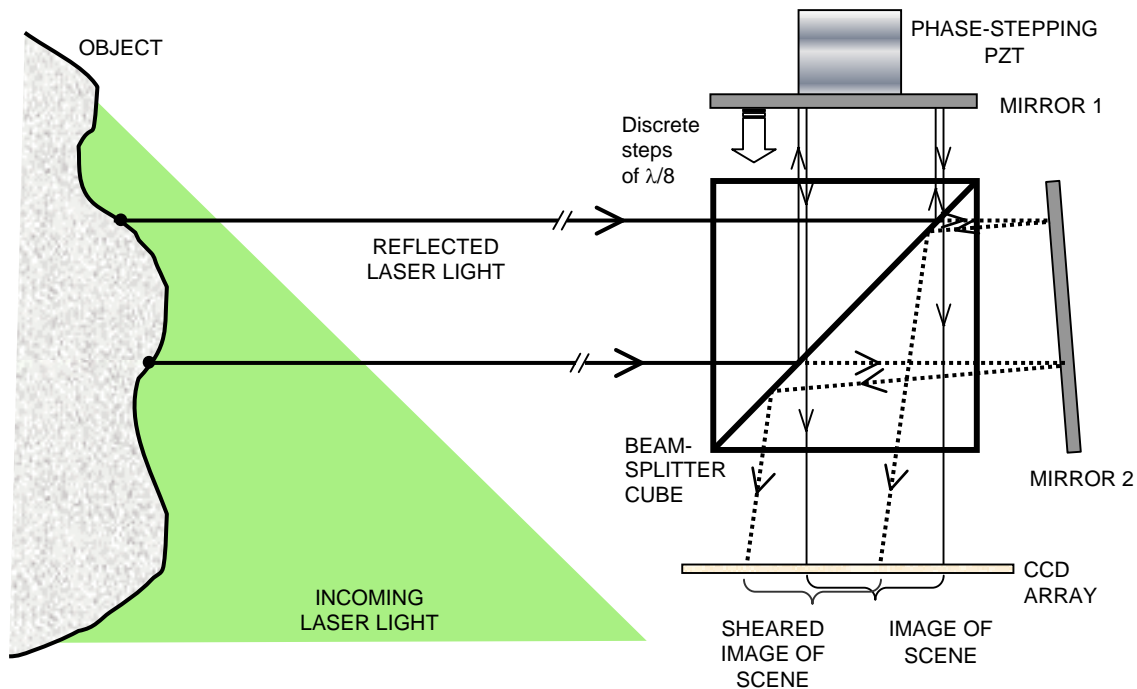 OBJECT
PHASE-STEPPING
PZT
MIRROR 1
Discrete
steps
of λ/8
REFLECTED
LASER LIGHT
BEAM-
SPLITTER
CUBE
MIRROR 2
INCOMING
LASER LIGHT
CCD
ARRAY
SHEARED
IMAGE OF
SCENE
IMAGE OF
SCENE